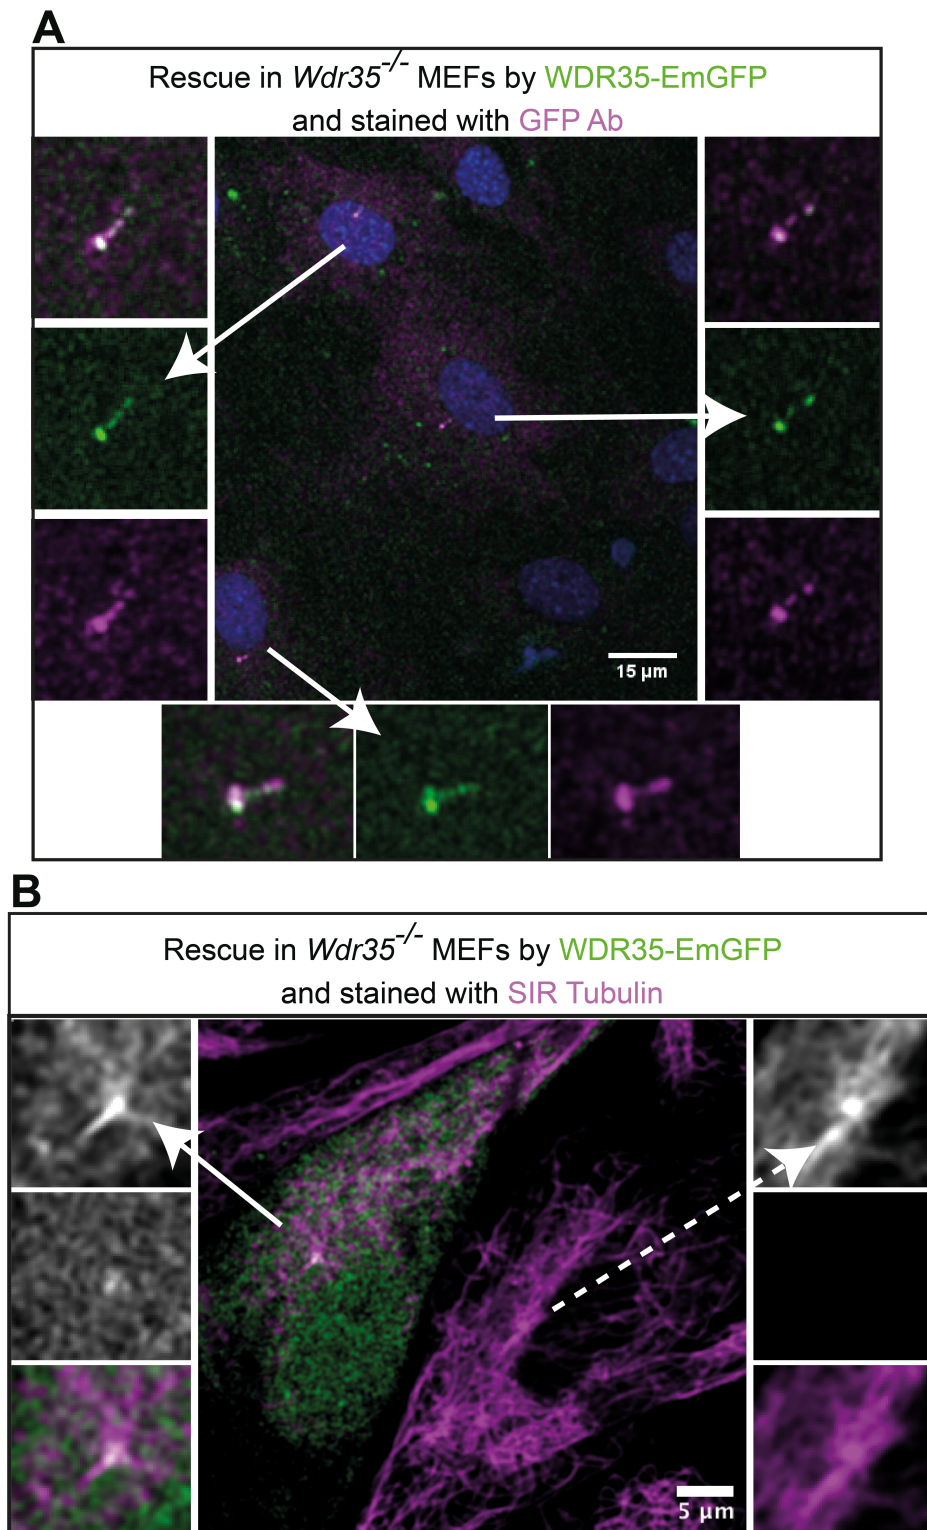 A
Rescue in Wdr35-/- MEFs by WDR35-EmGFP
and stained with GFP Ab
15 µm
B
Rescue in Wdr35-/- MEFs by WDR35-EmGFP
and stained with SIR Tubulin
5 µm